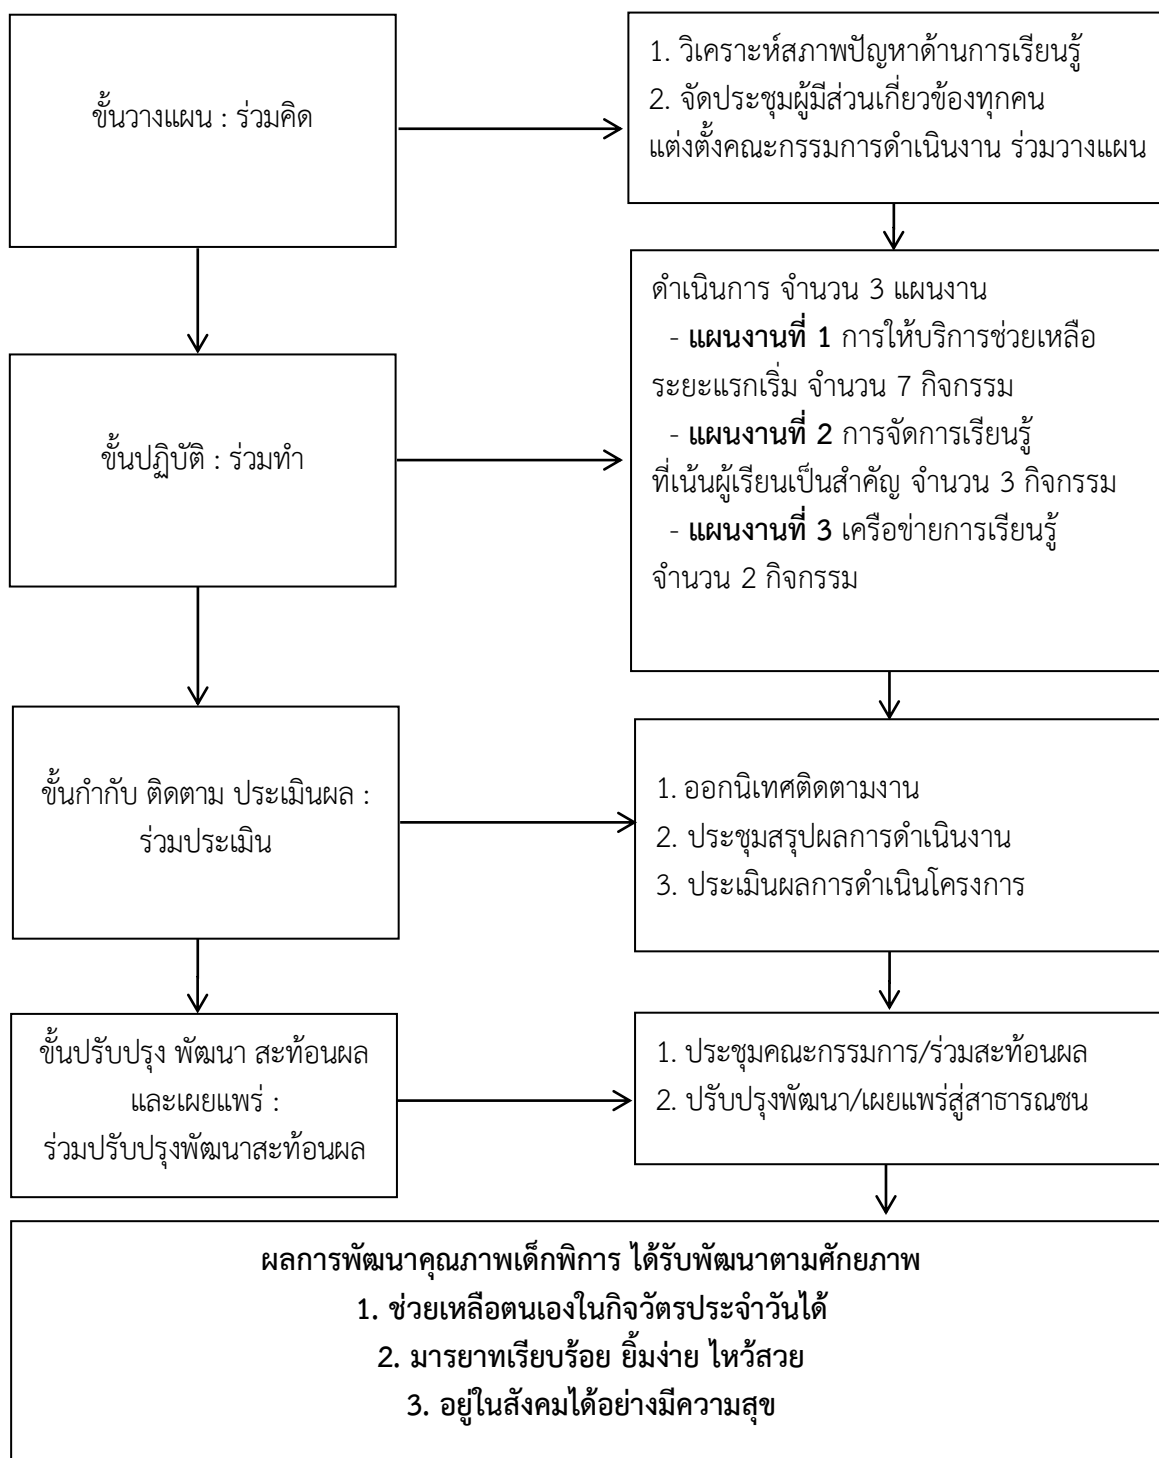 ขั้นวางแผน : ร่วมคิด
1. วิเคราะห์สภาพปัญหาด้านการเรียนรู้
2. จัดประชุมผู้มีส่วนเกี่ยวข้องทุกคน
แต่งตั้งคณะกรรมการดำเนินงาน ร่วมวางแผน
ขั้นปฏิบัติ : ร่วมทำ
ดำเนินการ จำนวน 3 แผนงาน
- แผนงานที่ 1 การให้บริการช่วยเหลือ
ระยะแรกเริ่ม จำนวน 7 กิจกรรม
- แผนงานที่ 2 การจัดการเรียนรู้
ที่เน้นผู้เรียนเป็นสำคัญ จำนวน 3 กิจกรรม
- แผนงานที่ 3 เครือข่ายการเรียนรู้
จำนวน 2 กิจกรรม
ขั้นกำกับ ติดตาม ประเมินผล :
ร่วมประเมิน
1. ออกนิเทศติดตามงาน
2. ประชุมสรุปผลการดำเนินงาน
3. ประเมินผลการดำเนินโครงการ
ขั้นปรับปรุง พัฒนา สะท้อนผล
และเผยแพร่ :
ร่วมปรับปรุงพัฒนาสะท้อนผล
1. ประชุมคณะกรรมการ/ร่วมสะท้อนผล
2. ปรับปรุงพัฒนา/เผยแพร่สู่สาธารณชน
ผลการพัฒนาคุณภาพเด็กพิการ ได้รับพัฒนาตามศักยภาพ
1. ช่วยเหลือตนเองในกิจวัตรประจำวันได้
2. มารยาทเรียบร้อย ยิ้มง่าย ไหว้สวย
3. อยู่ในสังคมได้อย่างมีความสุข